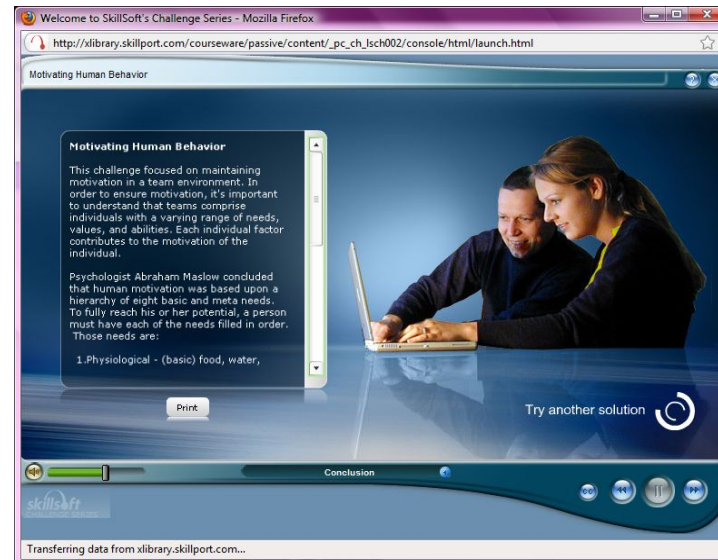 Welcome to SkillSoft's Challenge Series - Mozilla Firefox
http://xlibrary.skillport.com/courseware/passive/content/_pc_ch_lsch002/console/html/launch.html
Motivating Human Behavior
?
Motivating Human Behavior
This challenge focused on maintaining
motivation in a team environment. In
order to ensure motivation, it's important
to understand that teams comprise
individuals with a varying range of needs,
values, and abilities. Each individual factor
contributes to the motivation of the
individual.
Psychologist Abraham Maslow concluded
that human motivation was based upon a
hierarchy of eight basic and meta needs.
To fully reach his or her potential, a person
must have each of the needs filled in order.
Those needs are:
1.Physiological - (basic) food, water,
Print
Try another solution
Conclusion
CC
skillsoft
CHALLENGE SERIES
Transferring data from xlibrary.skillport.com...